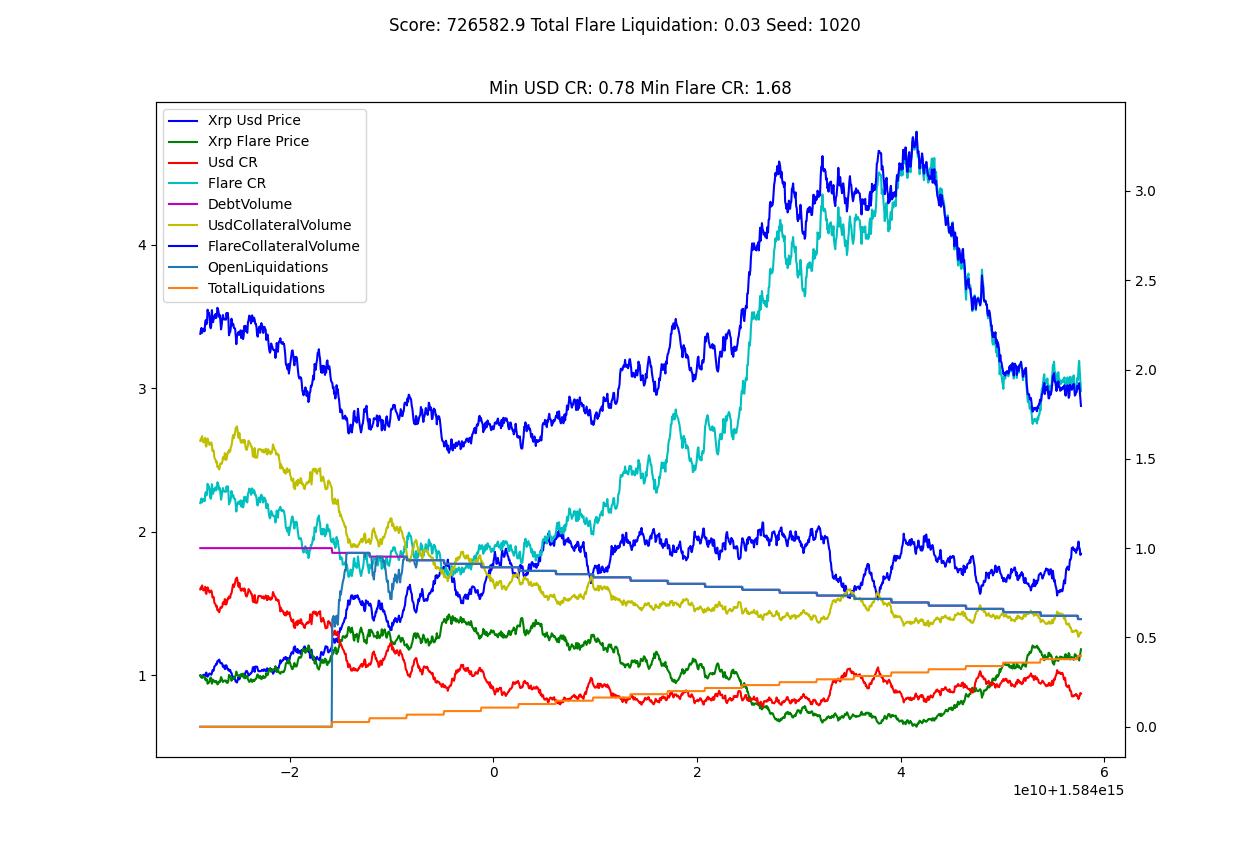 Score: 726582.9 Total Flare Liquidation: 0.03 Seed: 1020
Min USD CR: 0.78 Min Flare CR: 1.68
Xrp Usd Price
Xrp Flare Price
Usd CR
Flare CR
DebtVolume
UsdCollateralVolume
FlareCollateralVolume
OpenLiquidations
TotalLiquidations
4
3
2
1
3.0
2.5
2.0
1.5
1.0
0.5
0.0
−2
0
2
4
6
1e10+1.584e15